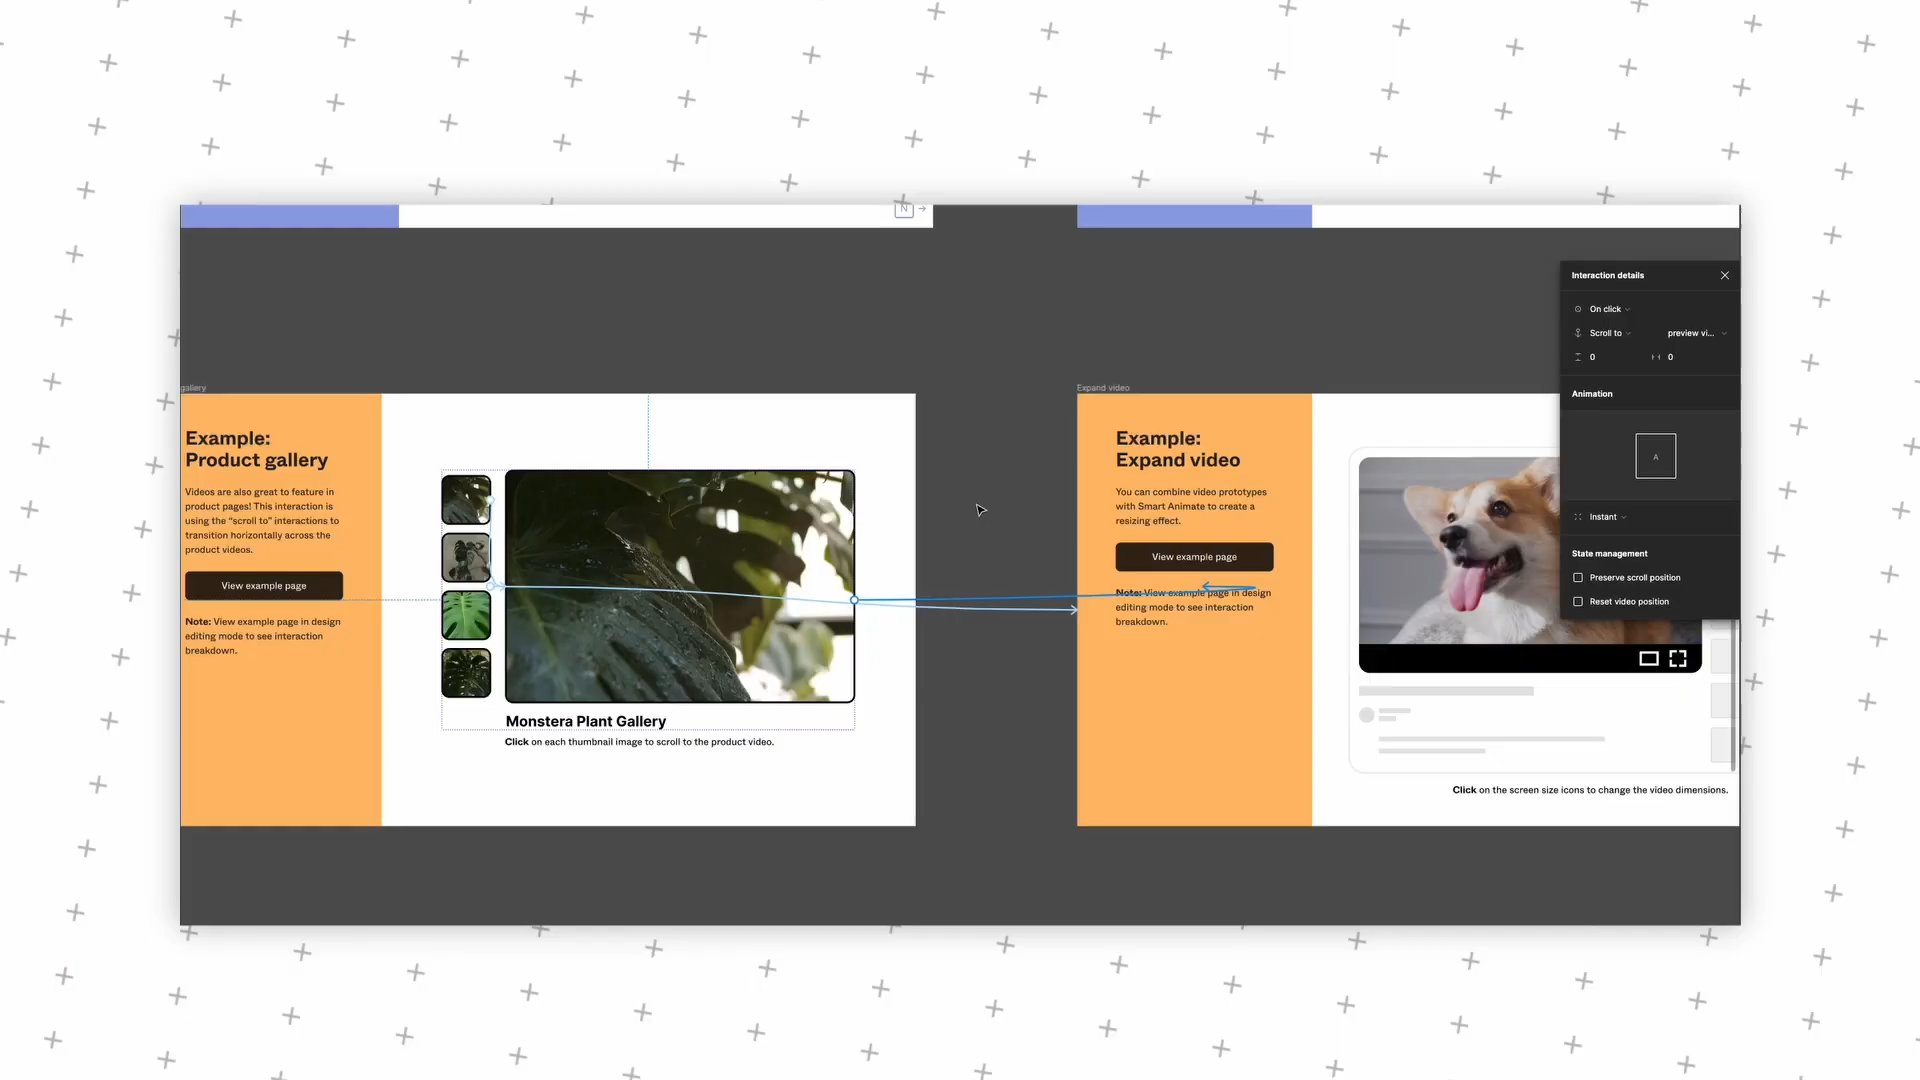 N
gallery
Example:
Product gallery
Videos are also great to feature in
product pages! This interaction is
using the “scroll to” interactions to
transition horizontally across the
product videos.
View example page
Note: View example page in design
editing mode to see interaction
breakdown.
Monstera Plant Gallery
Click on each thumbnail image to scroll to the product video.
Expand video
Example:
Expand video
You can combine video prototypes
with Smart Animate to create a
resizing effect.
View example page
Note: View example page in design
editing mode to see interaction
breakdown.
Click on the screen size icons to change the video dimensions.
Interaction details
On click
Scroll to preview vi...
0 0
Animation
A
Instant
State management
Preserve scroll position
Reset video position